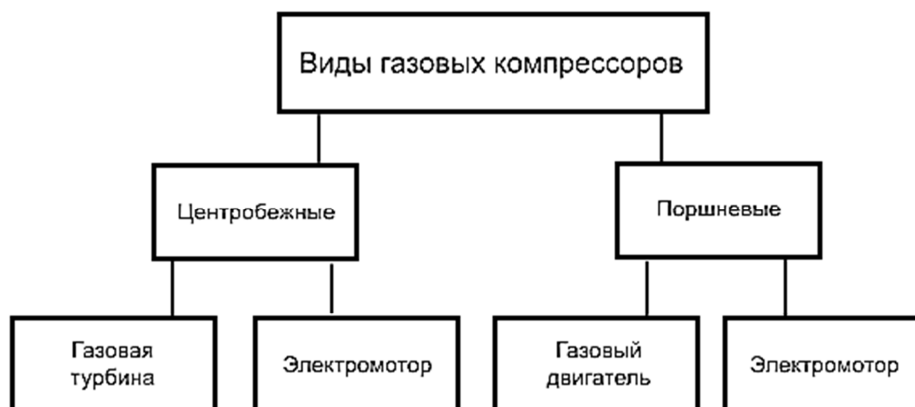 Виды газовых компрессоров
Центробежные
Поршневые
Газовая
турбина
Электромотор
Газовый
двигатель
Электромотор